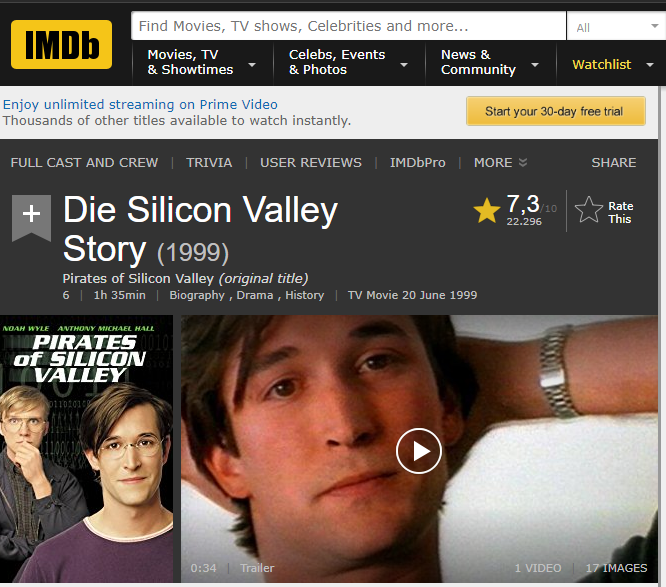 IMDb
Find Movies, TV shows, Celebrities and more...
All
Movies, TV
& Showtimes
Celebs, Events
& Photos
News &
Community
Watchlist
Enjoy unlimited streaming on Prime Video
Thousands of other titles available to watch instantly.
Start your 30-day free trial
FULL CAST AND CREW | TRIVIA | USER REVIEWS | IMDbPro | MORE
SHARE
+
Die Silicon Valley
Story (1999)
7,3/10
22.296
Rate
This
Pirates of Silicon Valley (original title)
6 | 1h 35min | Biography , Drama , History | TV Movie 20 June 1999
NOAH WYLE ANTHONY MICHAEL HALL
PIRATES
of SILICON
VALLEY
0:34 | Trailer
1 VIDEO | 17 IMAGES